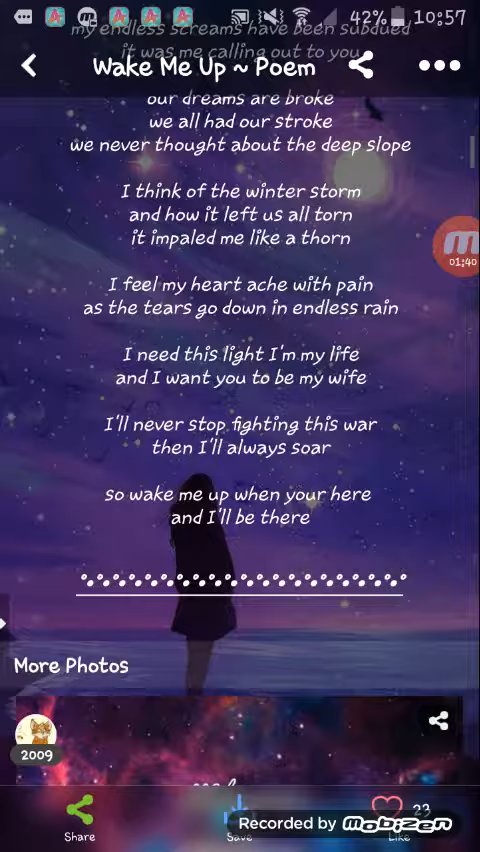 42% 10:57
my endless screams have been subdued
it was me calling out to you
Wake Me Up ~ Poem
our dreams are broke
we all had our stroke
we never thought about the deep slope
I think of the winter storm
and how it left us all torn
it impaled me like a thorn
01:40
I feel my heart ache with pain
as the tears go down in endless rain
I need this light I'm my life
and I want you to be my wife
I'll never stop fighting this war
then I'll always soar
so wake me up when your here
and I'll be there
More Photos
2009
23
Share
Save
Like
Recorded by mobizen